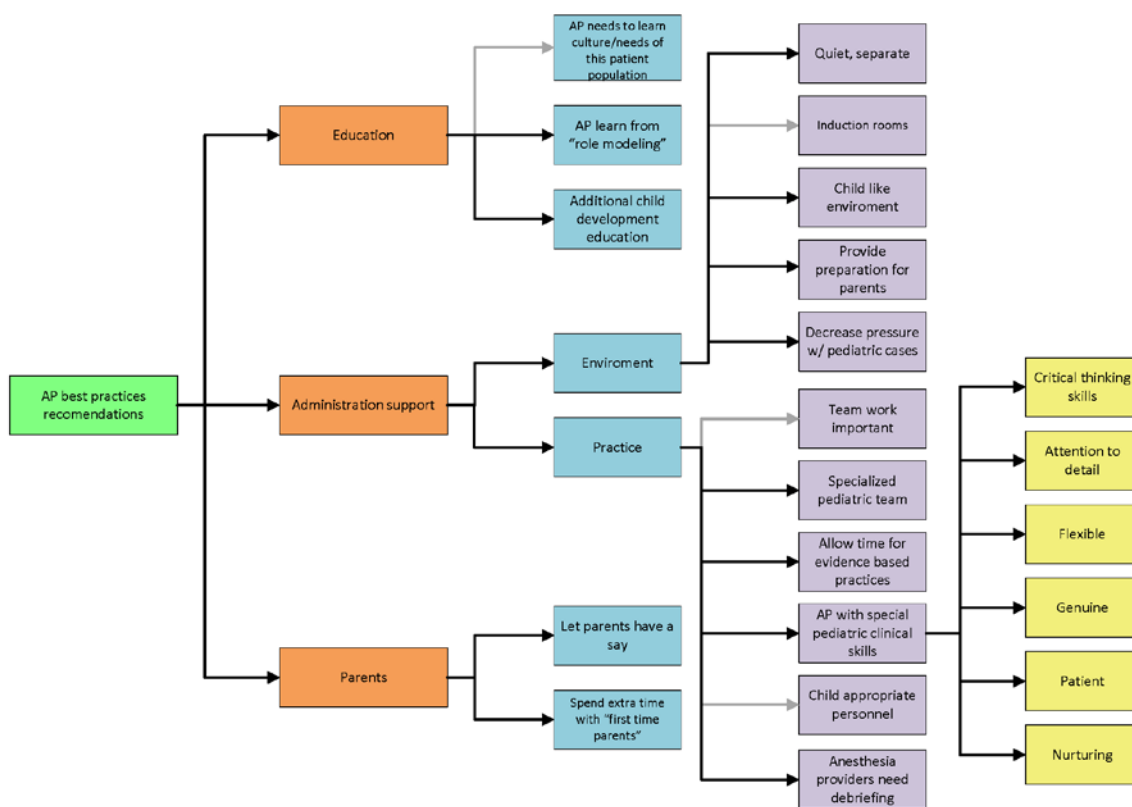 AP best practices
recomendations
Education
Administration support
Parents
AP needs to learn
culture/needs of
this patient
population
AP learn from
“role modeling”
Additional child
development
education
Enviroment
Practice
Let parents have a
say
Spend extra time
with “first time
parents”
Quiet, separate
Induction rooms
Child like
enviroment
Provide
preparation for
parents
Decrease pressure
w/ pediatric cases
Team work
important
Specialized
pediatric team
Allow time for
evidence based
practices
AP with special
pediatric clinical
skills
Child appropriate
personnel
Anesthesia
providers need
debriefing
Critical thinking
skills
Attention to
detail
Flexible
Genuine
Patient
Nurturing